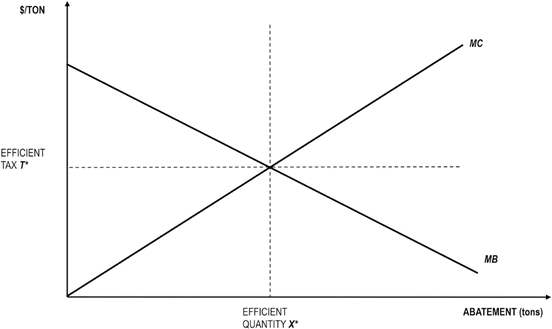 $/TON
MC
EFFICIENT
TAX T*
MB
EFFICIENT
QUANTITY X*
ABATEMENT (tons)